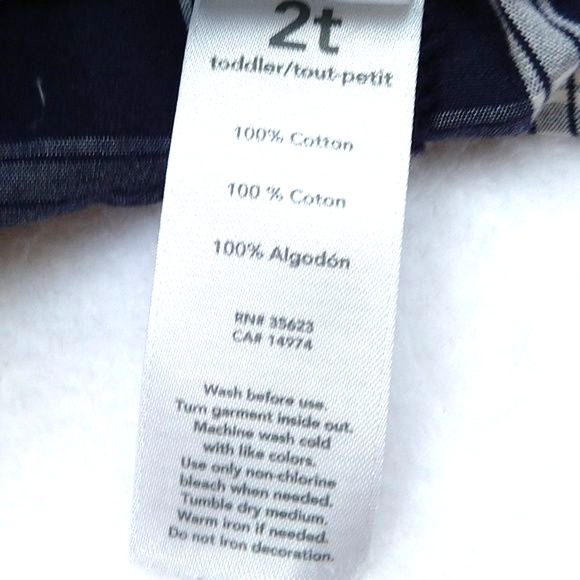 2t
toddler/tout-petit
100% Cotton
100 % Coton
100% Algodón
RN# 35623
CA# 14974
Wash before use.
Turn garment inside out.
Machine wash cold
with like colors.
Use only non-chlorine
bleach when needed.
Tumble dry medium.
Warm iron if needed.
Do not iron decoration.